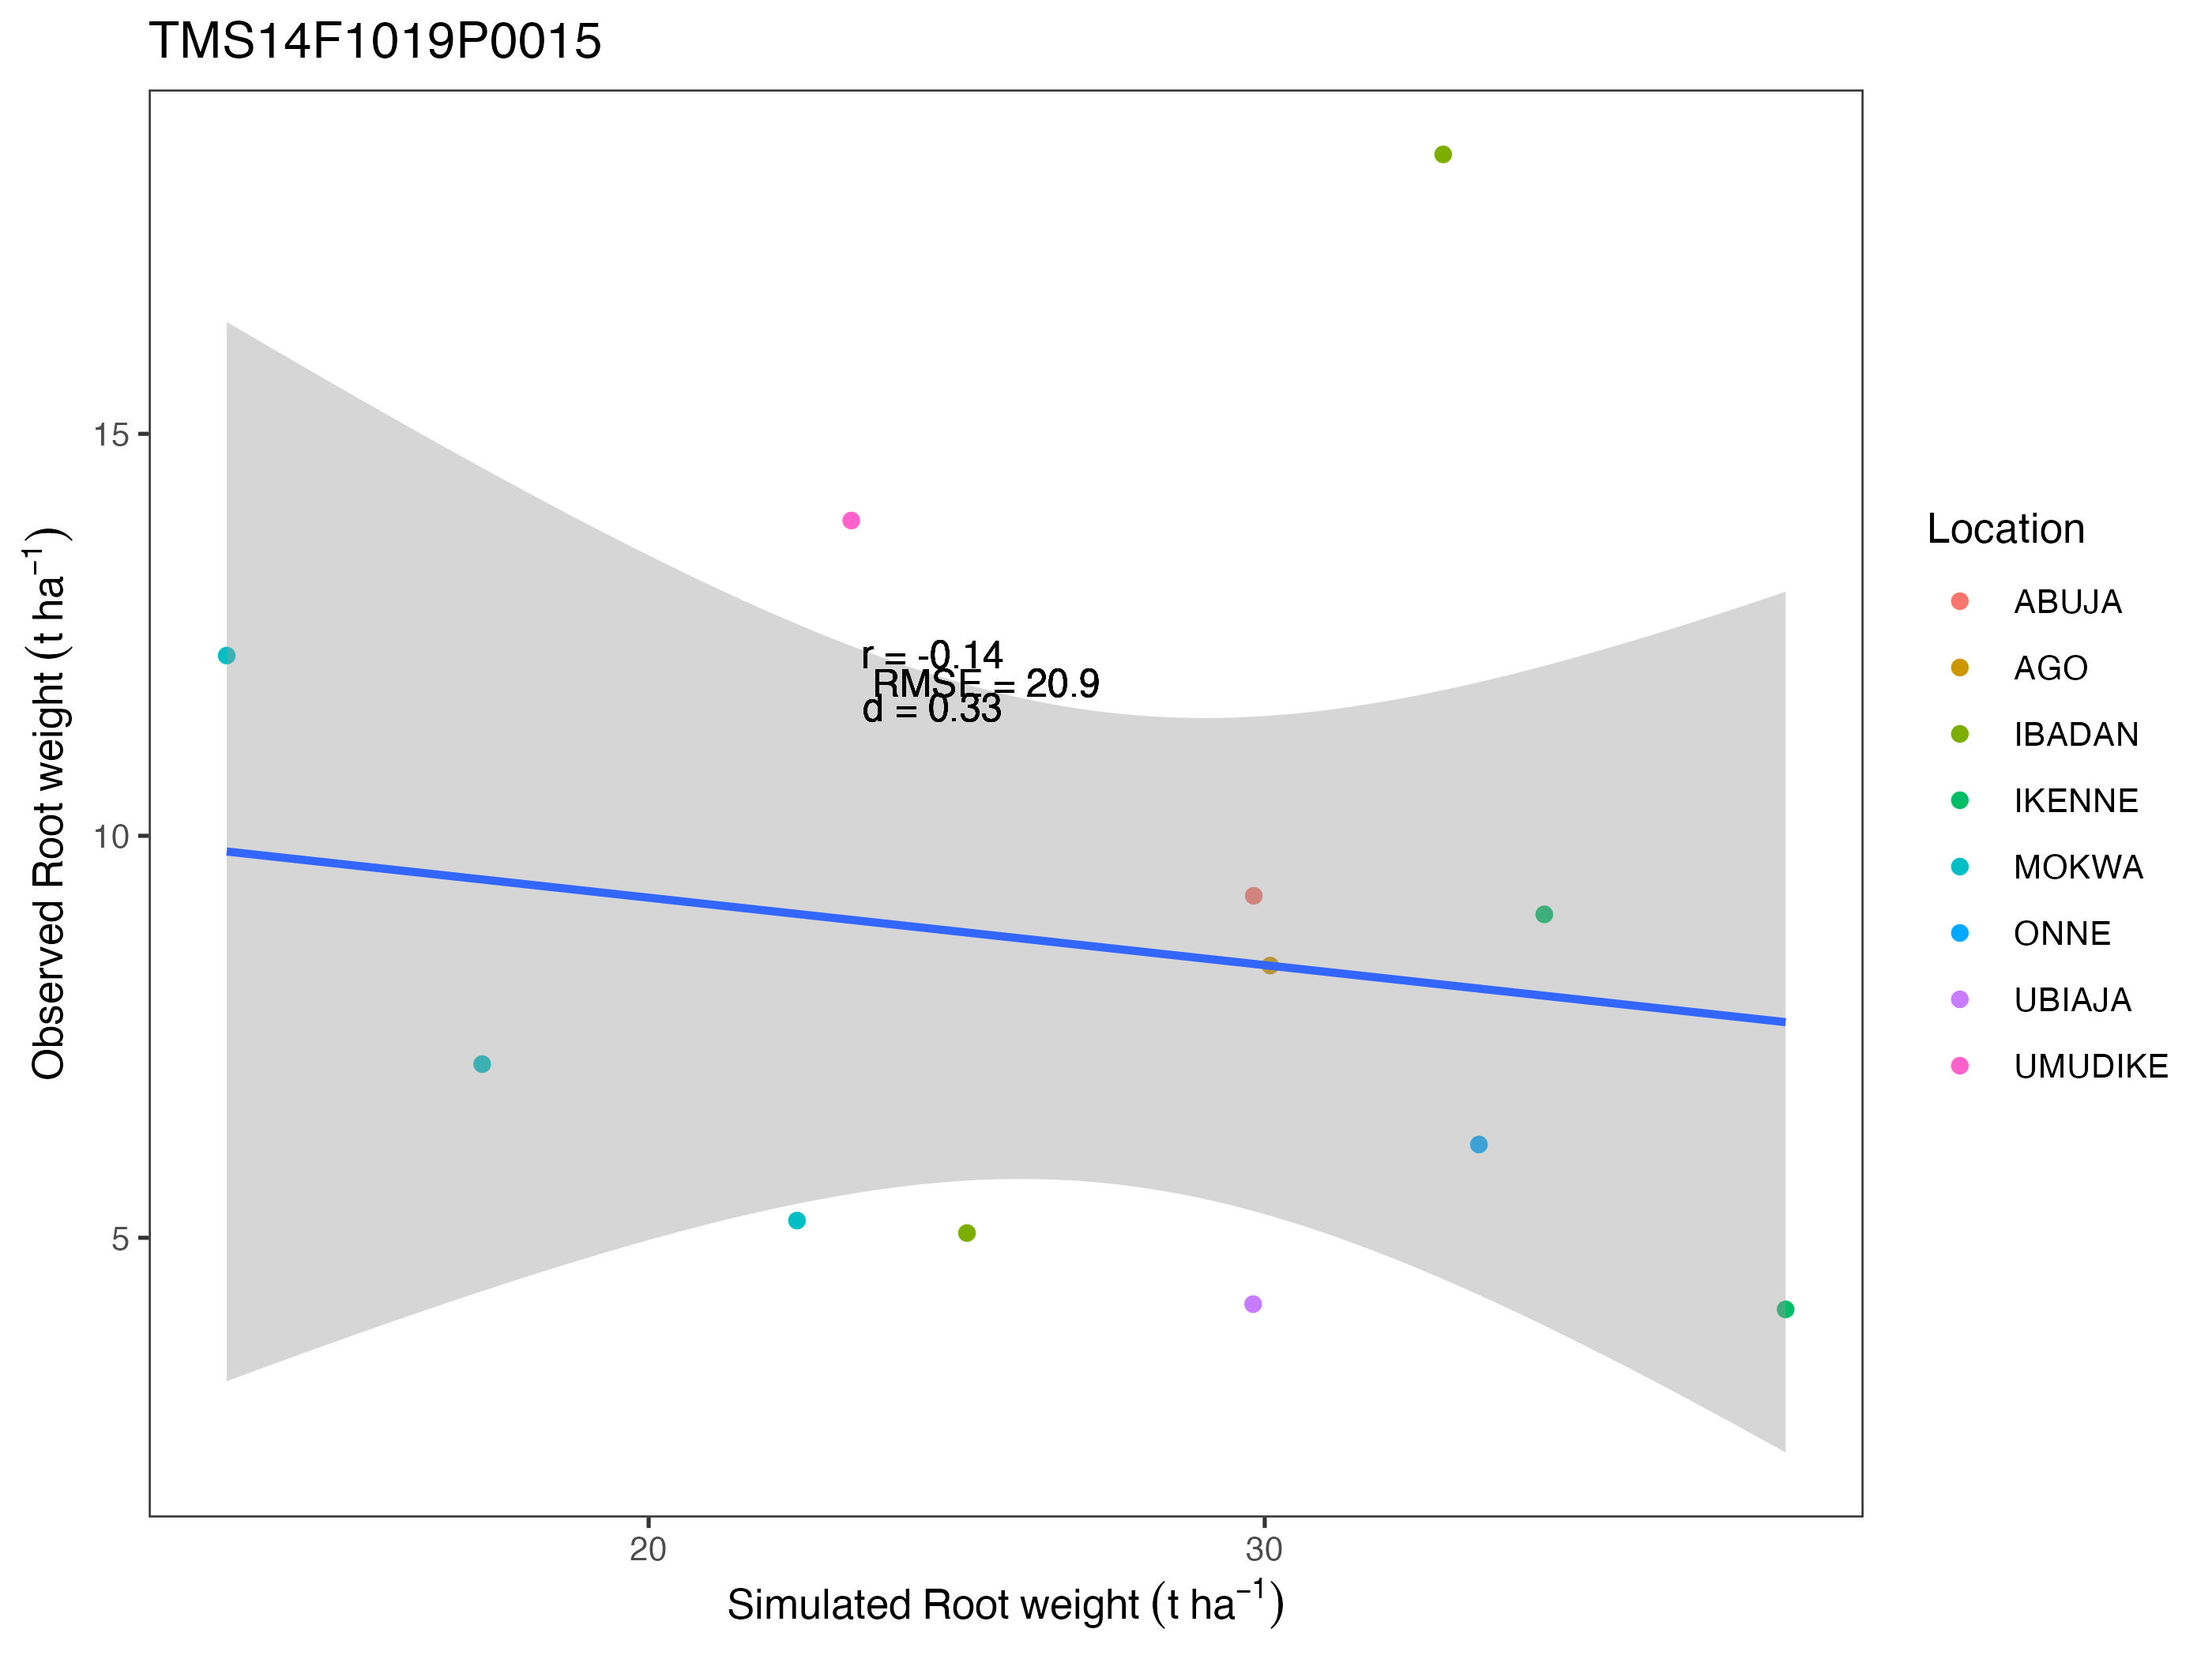 TMS14F1019P0015
Observed Root weight (t ha⁻¹)
15
10
5
r = -0.14
RMSE = 20.9
d = 0.33
20
30
Simulated Root weight (t ha⁻¹)
Location
ABUJA
AGO
IBADAN
IKENNE
MOKWA
ONNE
UBIAJA
UMUDIKE